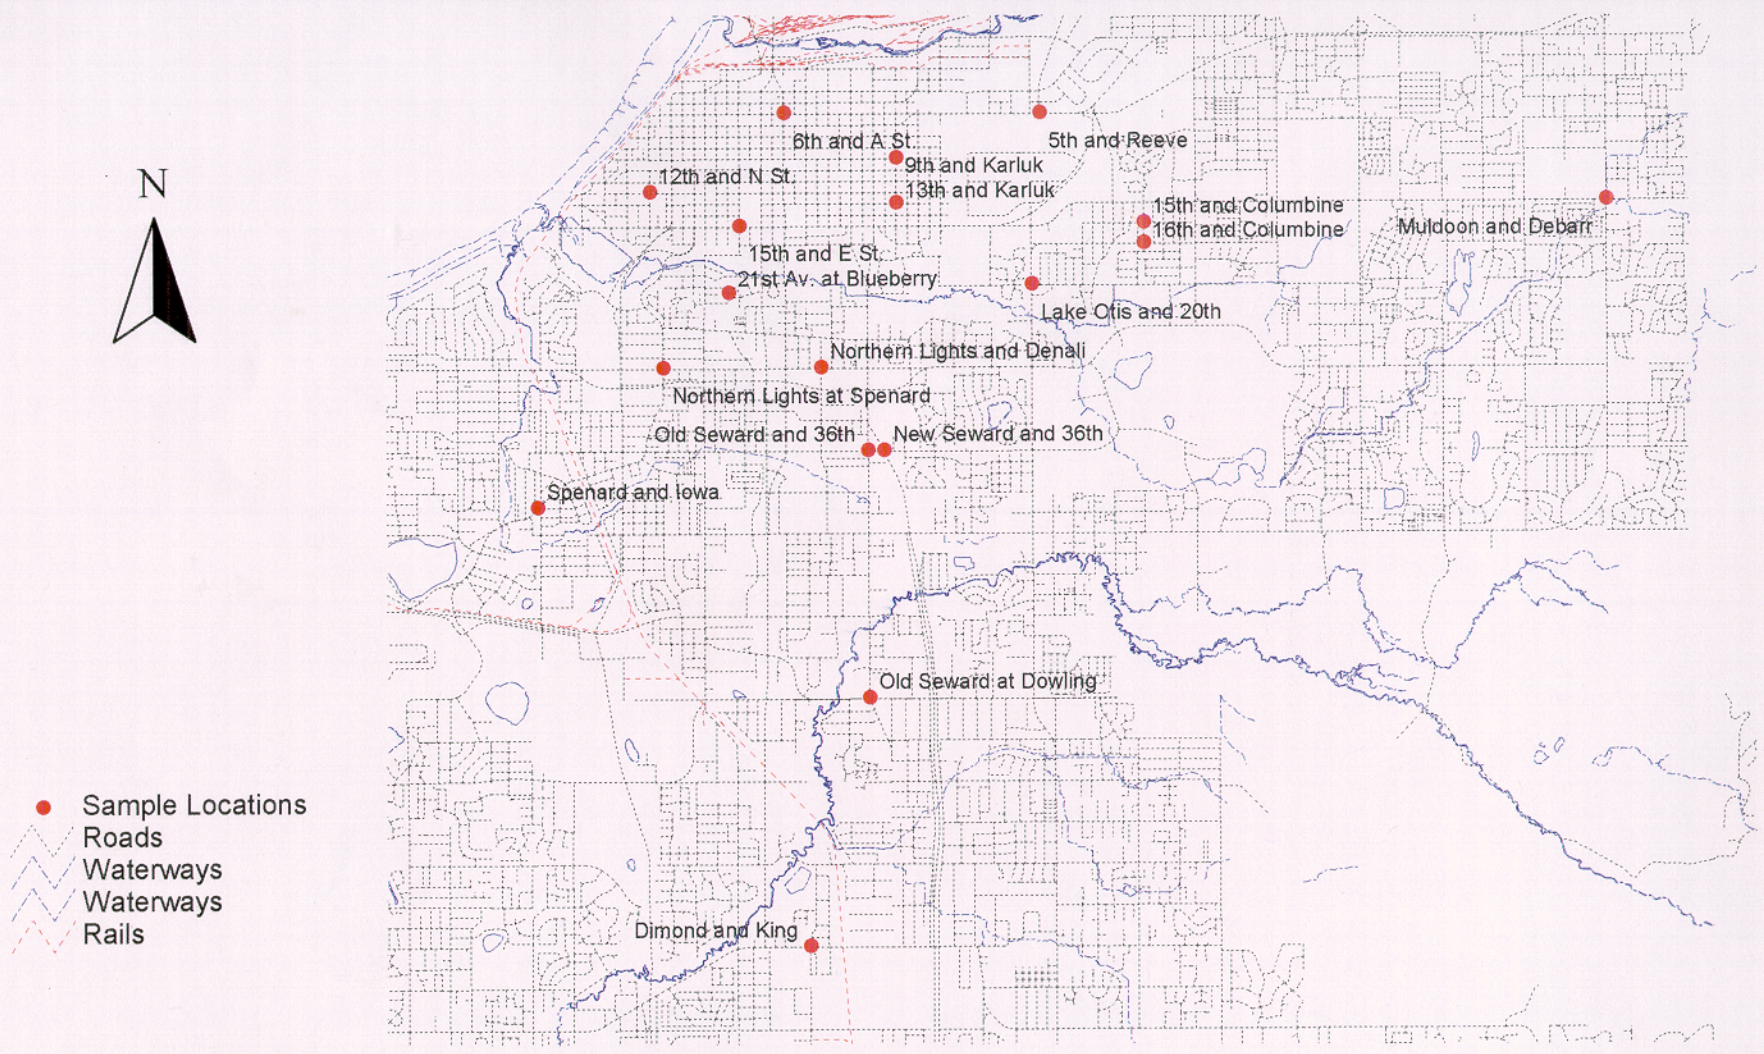 6th and A St.
5th and Reeve
9th and Karluk
12th and N St.
13th and Karluk
N
15th and Columbine
16th and Columbine
Muldoon and Debarr
15th and E St.
21st Av. at Blueberry
Lake Otis and 20th
Northern Lights and Denali
Northern Lights at Spenard
Old Seward and 36th
New Seward and 36th
Spenard and Iowa
Old Seward at Dowling
Sample Locations
Roads
Waterways
Waterways
Rails
Dimond and King